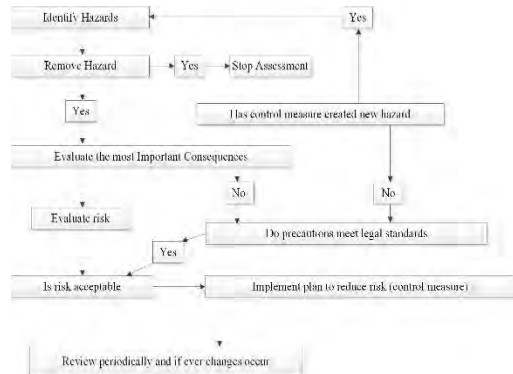 Identify Hazards
Yes
Remove Hazard
Yes
Stop Assessment
Yes
Has control measure created new hazard
Evaluate the most Important Consequences
No
No
Evaluate risk
Do precautions meet legal standards
Yes
Is risk acceptable
Implement plan to reduce risk (control measure)
Review periodically and if ever changes occur